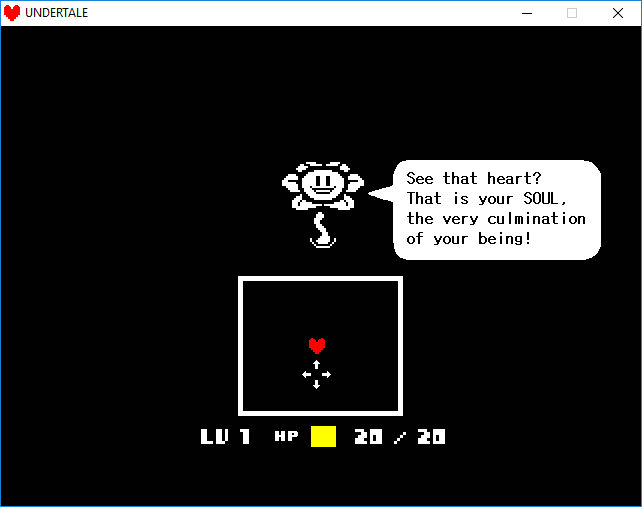 UNDERTALE
See that heart?
That is your SOUL,
the very culmination
of your being!
LV 1 HP 20 / 20